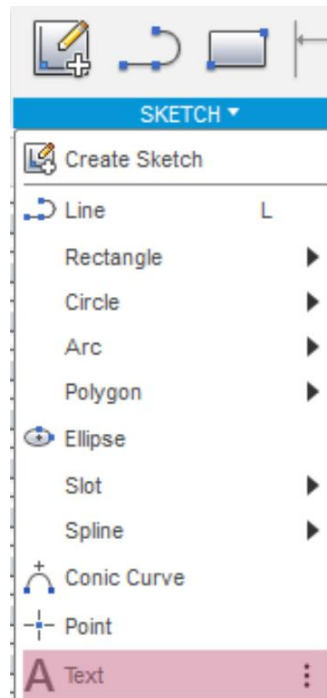 SKETCH
Create Sketch
Line L
Rectangle
Circle
Arc
Polygon
Ellipse
Slot
Spline
Conic Curve
Point
Text